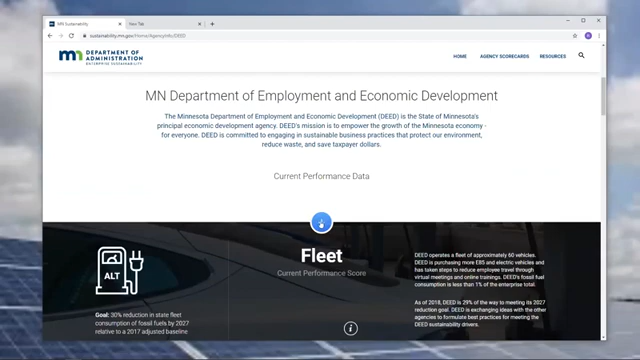 MN Sustainability
New Tab
sustainability.mn.gov/Home/AgencyInfo/DEED
mn DEPARTMENT OF
ADMINISTRATION
ENTERPRISE SUSTAINABILITY
HOME AGENCY SCORECARDS RESOURCES
MN Department of Employment and Economic Development
The Minnesota Department of Employment and Economic Development (DEED) is the State of Minnesota's
principal economic development agency. DEED's mission is to empower the growth of the Minnesota economy -
for everyone. DEED is committed to engaging in sustainable business practices that protect our environment,
reduce waste, and save taxpayer dollars.
Current Performance Data
ALT
Goal: 30% reduction in state fleet
consumption of fossil fuels by 2027
relative to a 2017 adjusted baseline
Fleet
Current Performance Score
i
DEED operates a fleet of approximately 60 vehicles.
DEED is purchasing more E85 and electric vehicles and
has taken steps to reduce employee travel through
virtual meetings and online trainings. DEED's fossil fuel
consumption is less than 1% of the enterprise total.
As of 2018, DEED is 29% of the way to meeting its 2027
reduction goal. DEED is exchanging ideas with the other
agencies to formulate best practices for meeting the
DEED sustainability drivers.